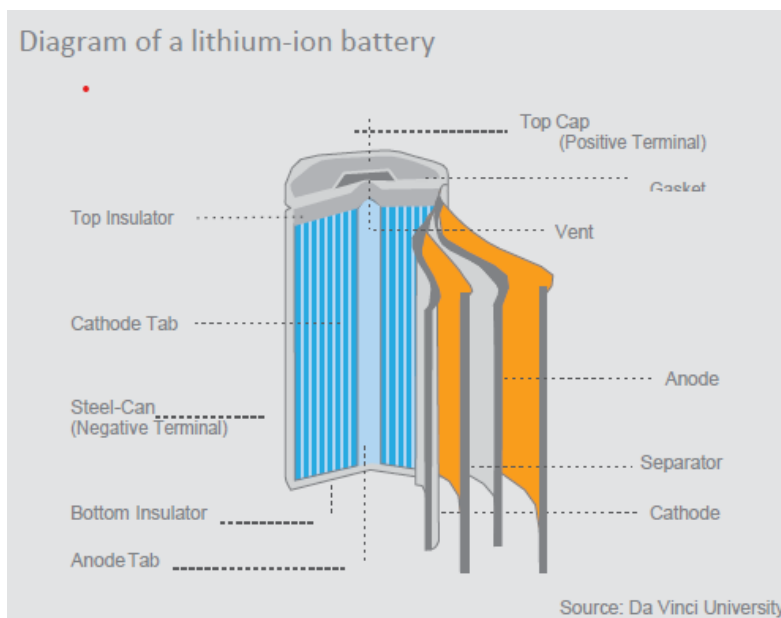 Diagram of a lithium-ion battery
Top Cap
(Positive Terminal)
Gasket
Top Insulator
Vent
Cathode Tab
Anode
Steel-Can
(Negative Terminal)
Separator
Bottom Insulator
Cathode
Anode Tab
Source: Da Vinci University